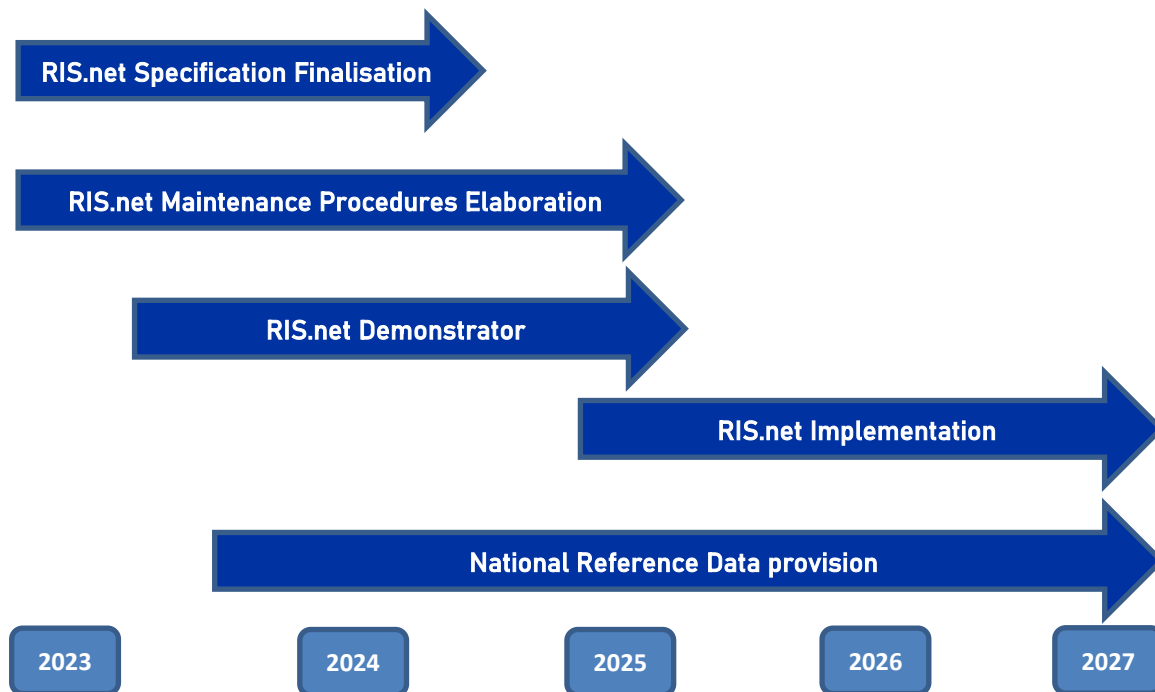 RIS.net Specification Finalisation
RIS.net Maintenance Procedures Elaboration
RIS.net Demonstrator
RIS.net Implementation
National Reference Data provision
2023
2024
2025
2026
2027